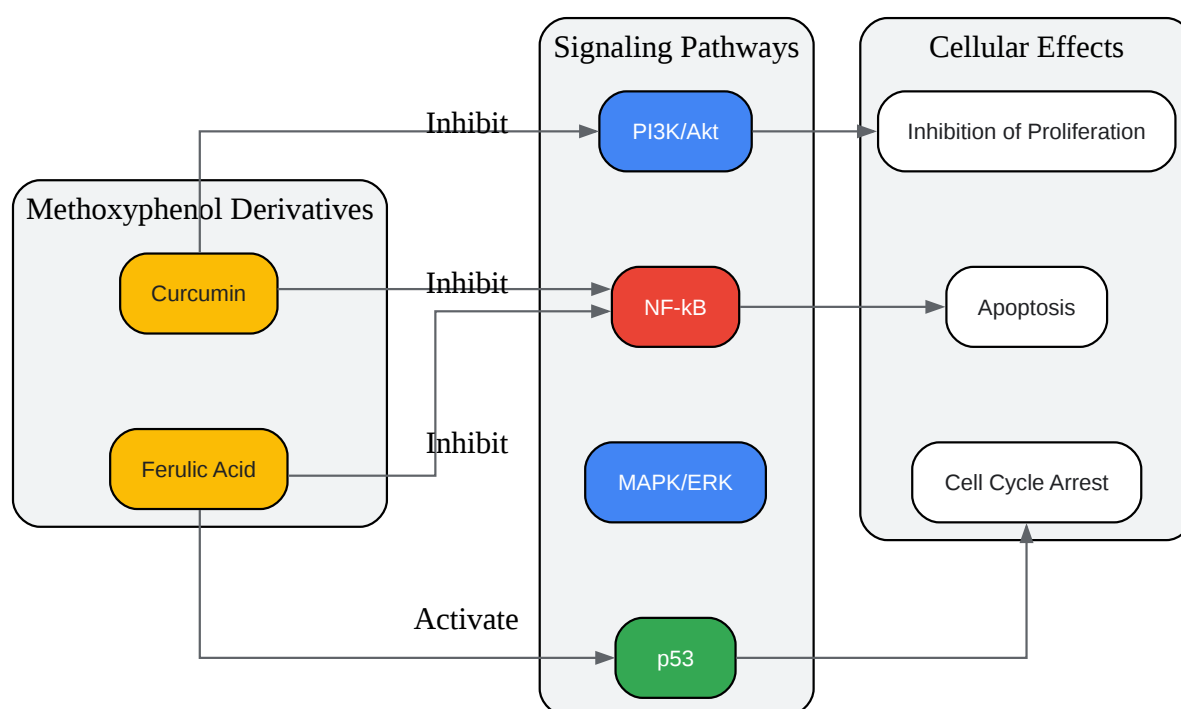 Signaling Pathways
Cellular Effects
Inhibit
PI3K/Akt
Inhibition of Proliferation
Methoxyphenol Derivatives
Curcumin
Inhibit
NF-kB
Apoptosis
Ferulic Acid
Inhibit
MAPK/ERK
Cell Cycle Arrest
Activate
p53